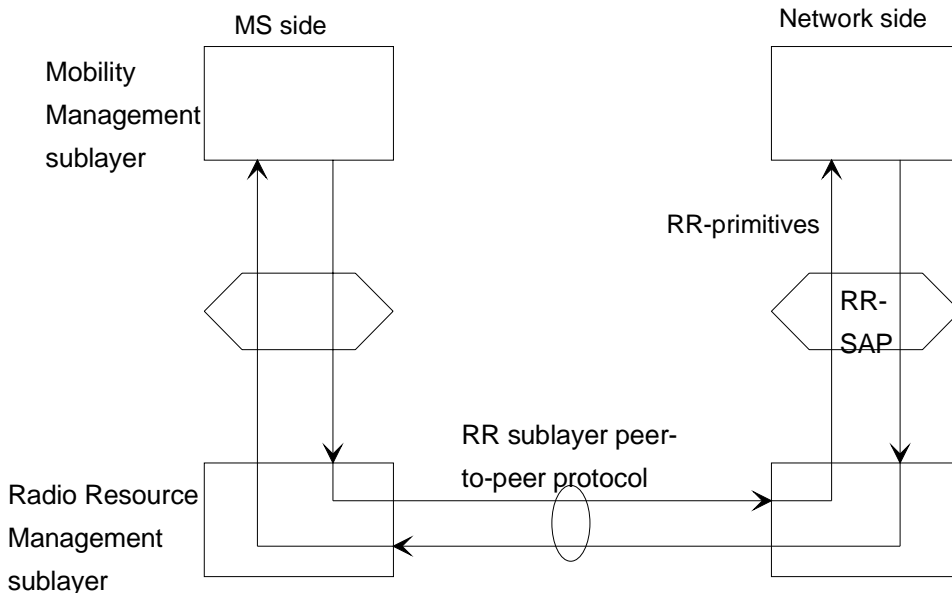 MS side
Network side
Mobility
Management
sublayer
RR-primitives
RR-
SAP
RR sublayer peer-
to-peer protocol
Radio Resource
Management
sublayer